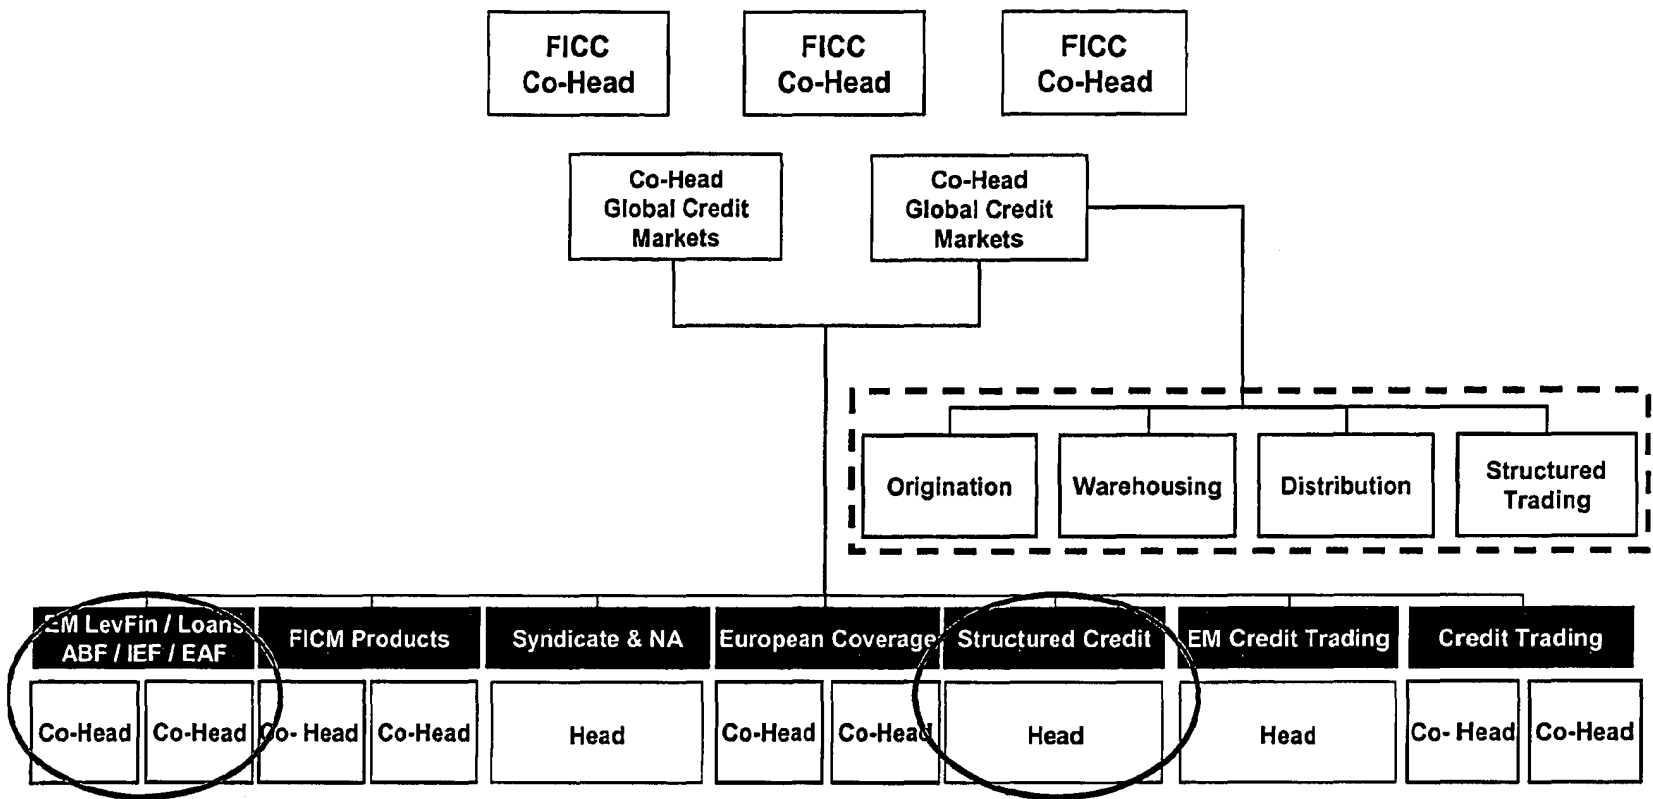 FICC
Co-Head
FICC
Co-Head
FICC
Co-Head
Co-Head
Global Credit
Markets
Co-Head
Global Credit
Markets
Origination
Warehousing
Distribution
Structured
Trading
EM LevFin / Loans
ABF / IEF / EAF
FICM Products
Syndicate & NA
European Coverage
Structured Credit
EM Credit Trading
Credit Trading
Co-Head
Co-Head
Co- Head
Co-Head
Head
Co-Head
Co-Head
Head
Head
Co- Head
Co-Head